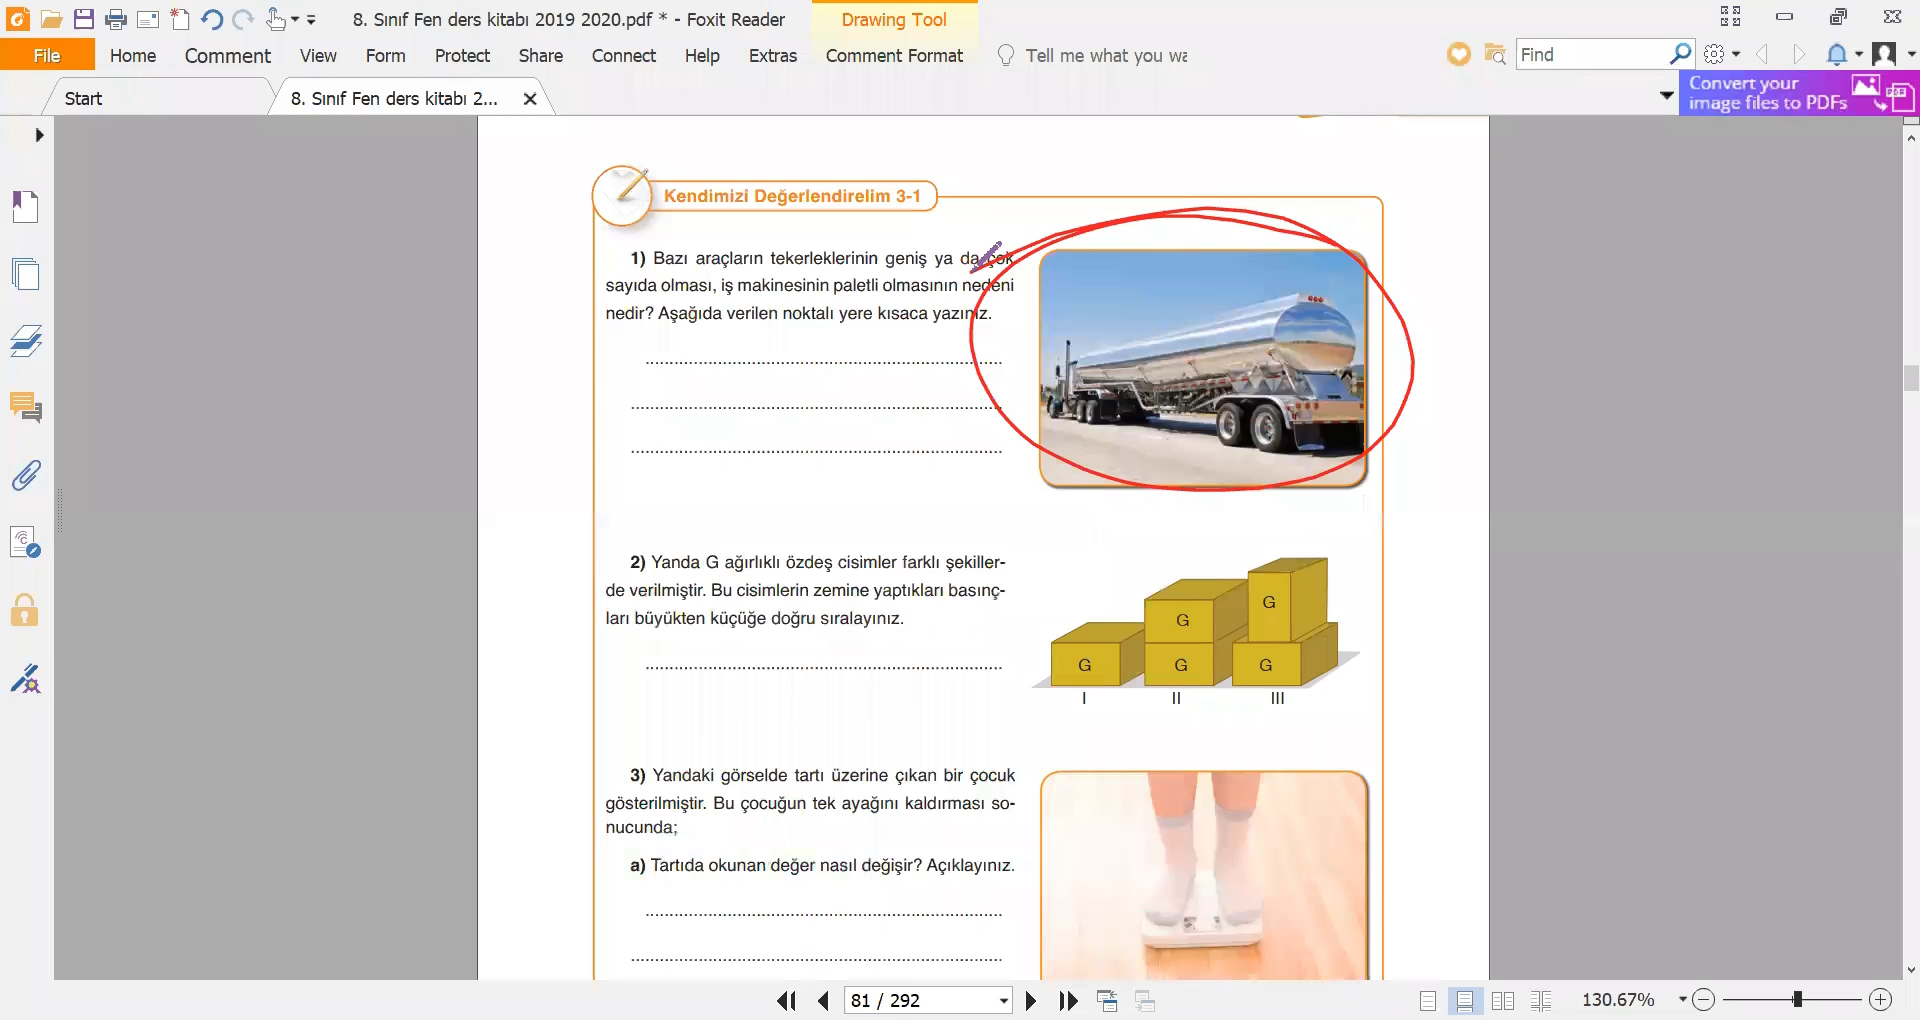 8. Sınıf Fen ders kitabı 2019 2020.pdf * - Foxit Reader
Drawing Tool
File
Home
Comment
View
Form
Protect
Share
Connect
Help
Extras
Comment Format
Tell me what you wa
Find
Start
8. Sınıf Fen ders kitabı 2...
Convert your
image files to PDFs
PDF
Kendimizi Değerlendirelim 3-1
1) Bazı araçların tekerleklerinin geniş ya da çok
sayıda olması, iş makinesinin paletli olmasının nedeni
nedir? Aşağıda verilen noktalı yere kısaca yazınız.
2) Yanda G ağırlıklı özdeş cisimler farklı şekiller-
de verilmiştir. Bu cisimlerin zemine yaptıkları basınç-
ları büyükten küçüğe doğru sıralayınız.
G
G
G
G
G
I
II
III
3) Yandaki görselde tartı üzerine çıkan bir çocuk
gösterilmiştir. Bu çocuğun tek ayağını kaldırması so-
nucunda;
a) Tartıda okunan değer nasıl değişir? Açıklayınız.
81 / 292
130.67%